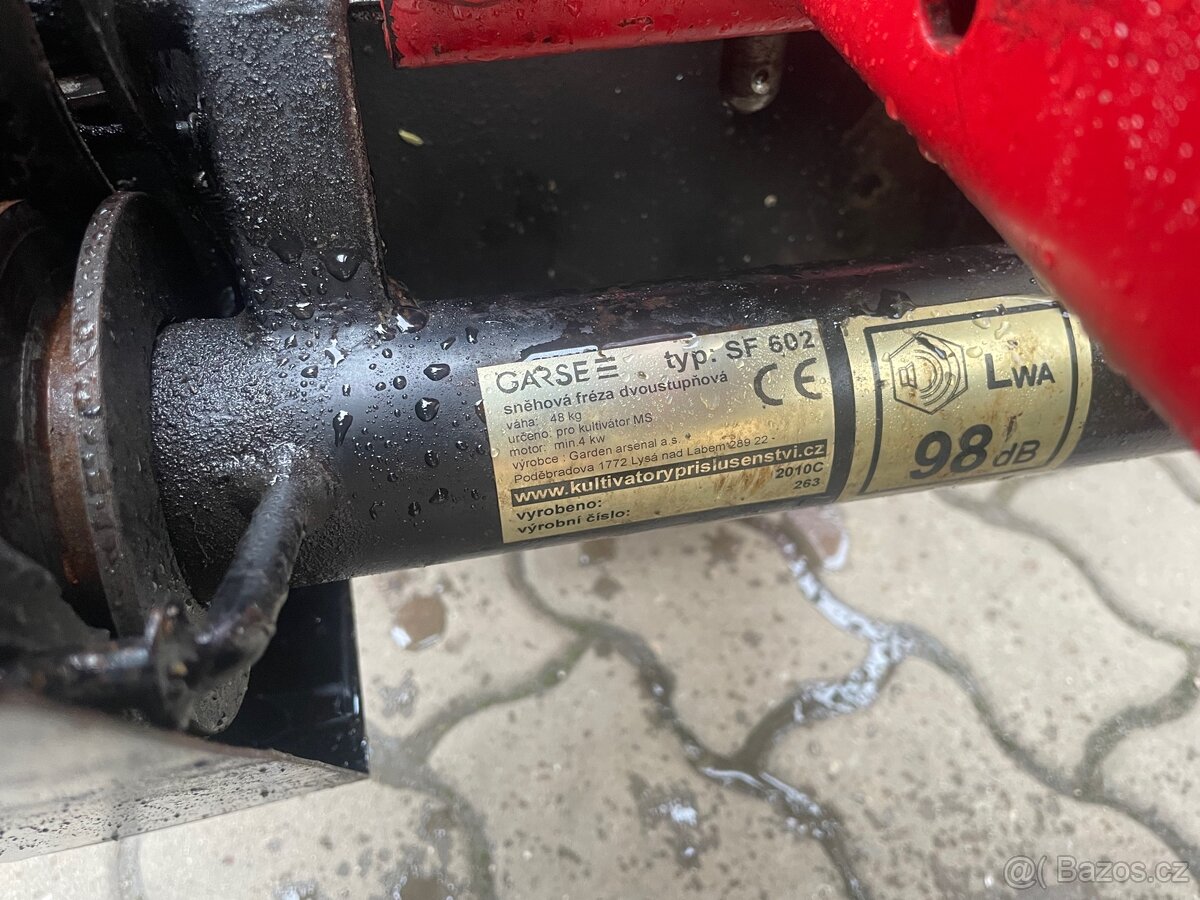 GARSE
typ: SF 602
sněhová fréza dvoustupňová
CE
váha: 48 kg
určeno: pro kultivátor MS
motor: min.4 kw
výrobce : Garden arsenal a.s.
Poděbradova 1772 Lysá nad Labem 289 22 -
www.kultivatoryprislusenstvi.cz
vyrobeno: 2010C
výrobní číslo: 263
LWA
98 dB
@( Bazos.cz